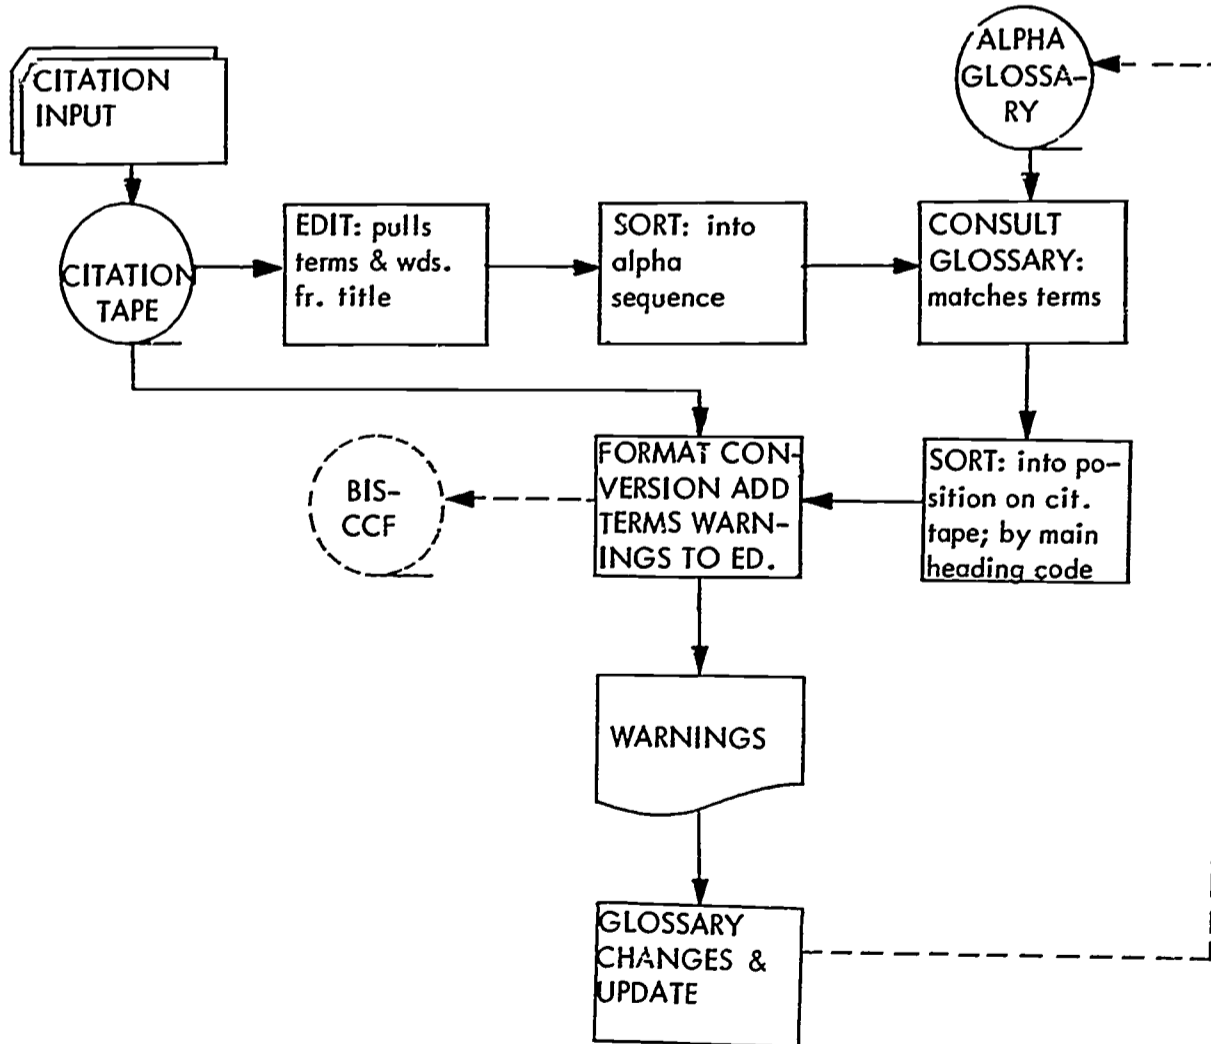 CITATION
INPUT
ALPHA
GLOSSA-
RY
CITATION
TAPE
EDIT: pulls
terms & wds.
fr. title
SORT: into
alpha
sequence
CONSULT
GLOSSARY:
matches terms
BIS-
CCF
FORMAT CON-
VERSION ADD
TERMS WARN-
INGS TO ED.
SORT: into po-
sition on cit.
tape; by main
heading code
WARNINGS
GLOSSARY
CHANGES &
UPDATE